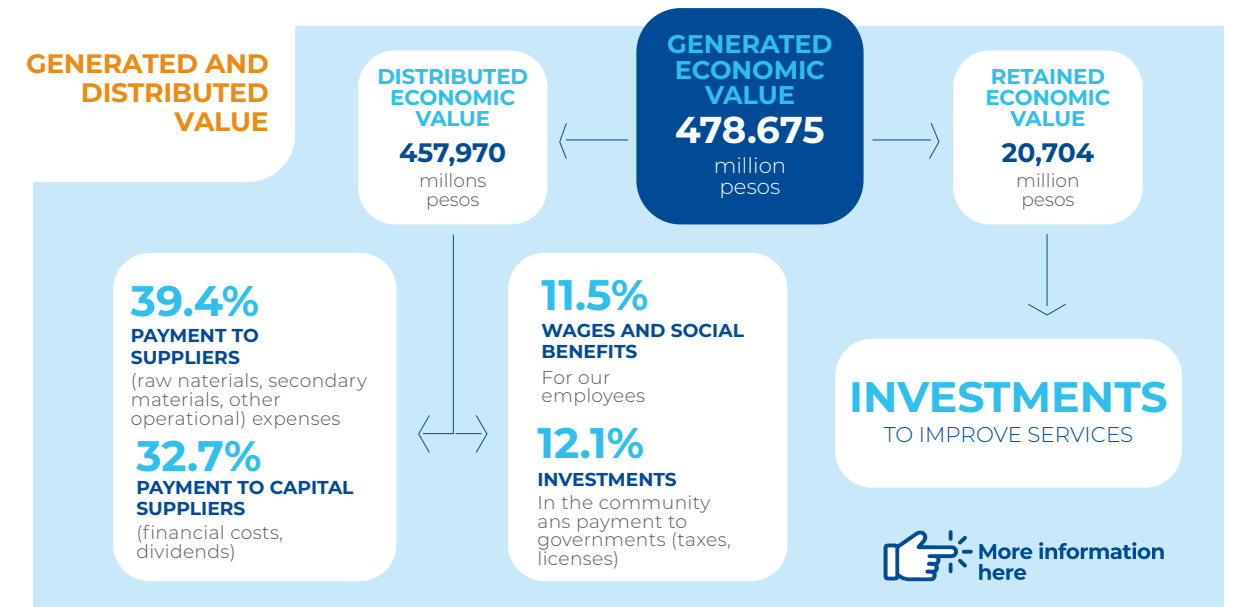 GENERATED AND
DISTRIBUTED
VALUE
DISTRIBUTED
ECONOMIC
VALUE
457,970
millons
pesos
GENERATED
ECONOMIC
VALUE
478.675
million
pesos
RETAINED
ECONOMIC
VALUE
20,704
million
pesos
39.4%
PAYMENT TO
SUPPLIERS
(raw naterials, secondary
materials, other
operational) expenses
32.7%
PAYMENT TO CAPITAL
SUPPLIERS
(financial costs,
dividends)
11.5%
WAGES AND SOCIAL
BENEFITS
For our
employees
12.1%
INVESTMENTS
In the community
ans payment to
governments (taxes,
licenses)
INVESTMENTS
TO IMPROVE SERVICES
More information
here